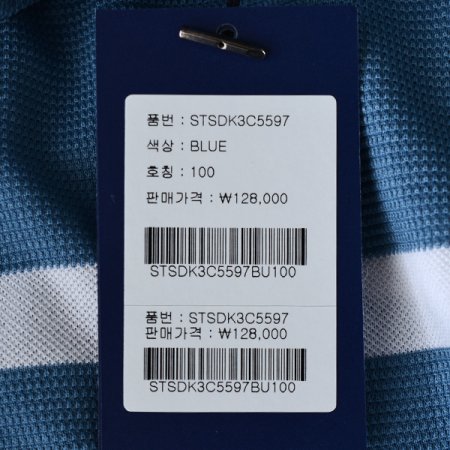 품번 : STSDK3C5597
색상 : BLUE
호칭 : 100
판매가격 : ₩128,000
STSDK3C5597BU100
품번 : STSDK3C5597
판매가격 : ₩128,000
STSDK3C5597BU100